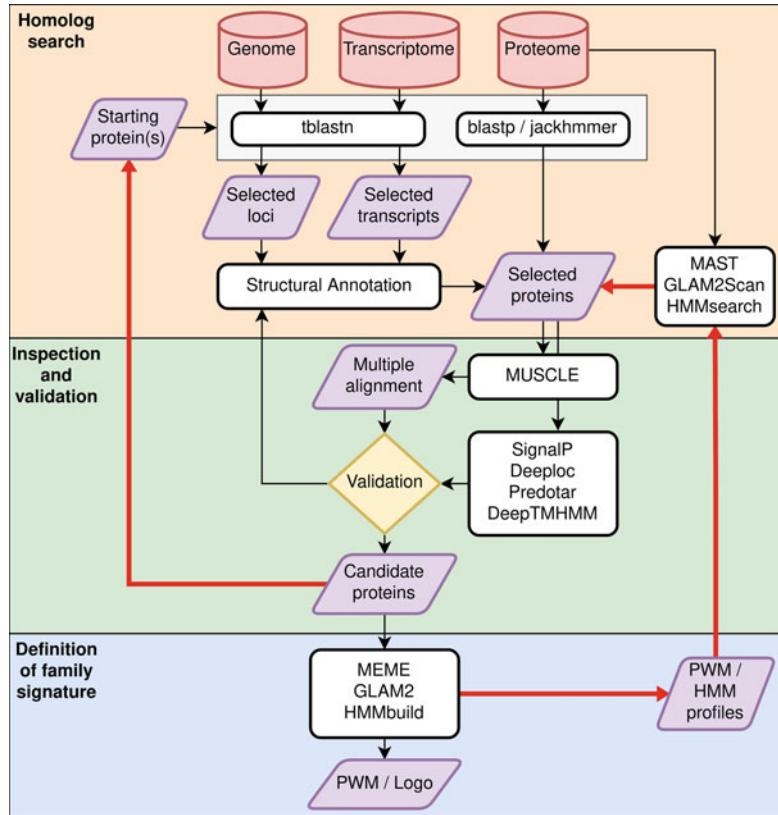 Homolog
search
Genome
Transcriptome
Proteome
Starting
protein(s)
tblastn
blastp / jackhmmer
Selected
loci
Selected
transcripts
Structural Annotation
Selected
proteins
MAST
GLAM2Scan
HMMsearch
Inspection
and
validation
Multiple
alignment
MUSCLE
Validation
SignalP
Deeploc
Predotar
DeepTMHMM
Candidate
proteins
Definition
of family
signature
MEME
GLAM2
HMMbuild
PWM /
HMM
profiles
PWM / Logo